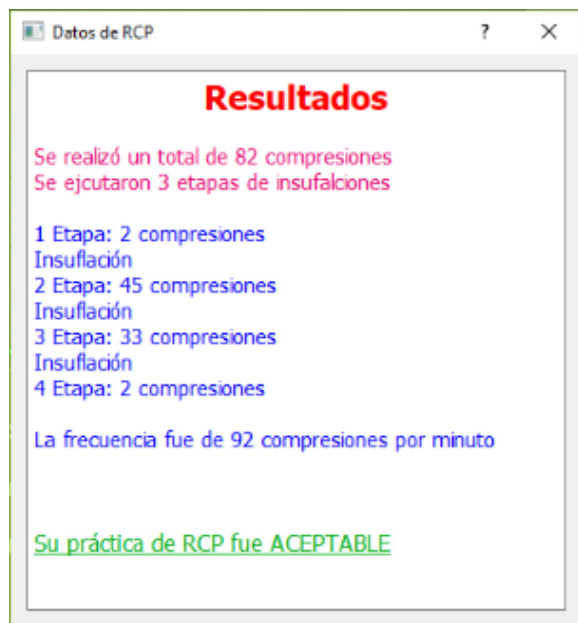 Datos de RCP
Resultados
Se realizó un total de 82 compresiones
Se ejcutaron 3 etapas de insufalciones
1 Etapa: 2 compresiones
Insuflación
2 Etapa: 45 compresiones
Insuflación
3 Etapa: 33 compresiones
Insuflación
4 Etapa: 2 compresiones
La frecuencia fue de 92 compresiones por minuto
Su práctica de RCP fue ACEPTABLE